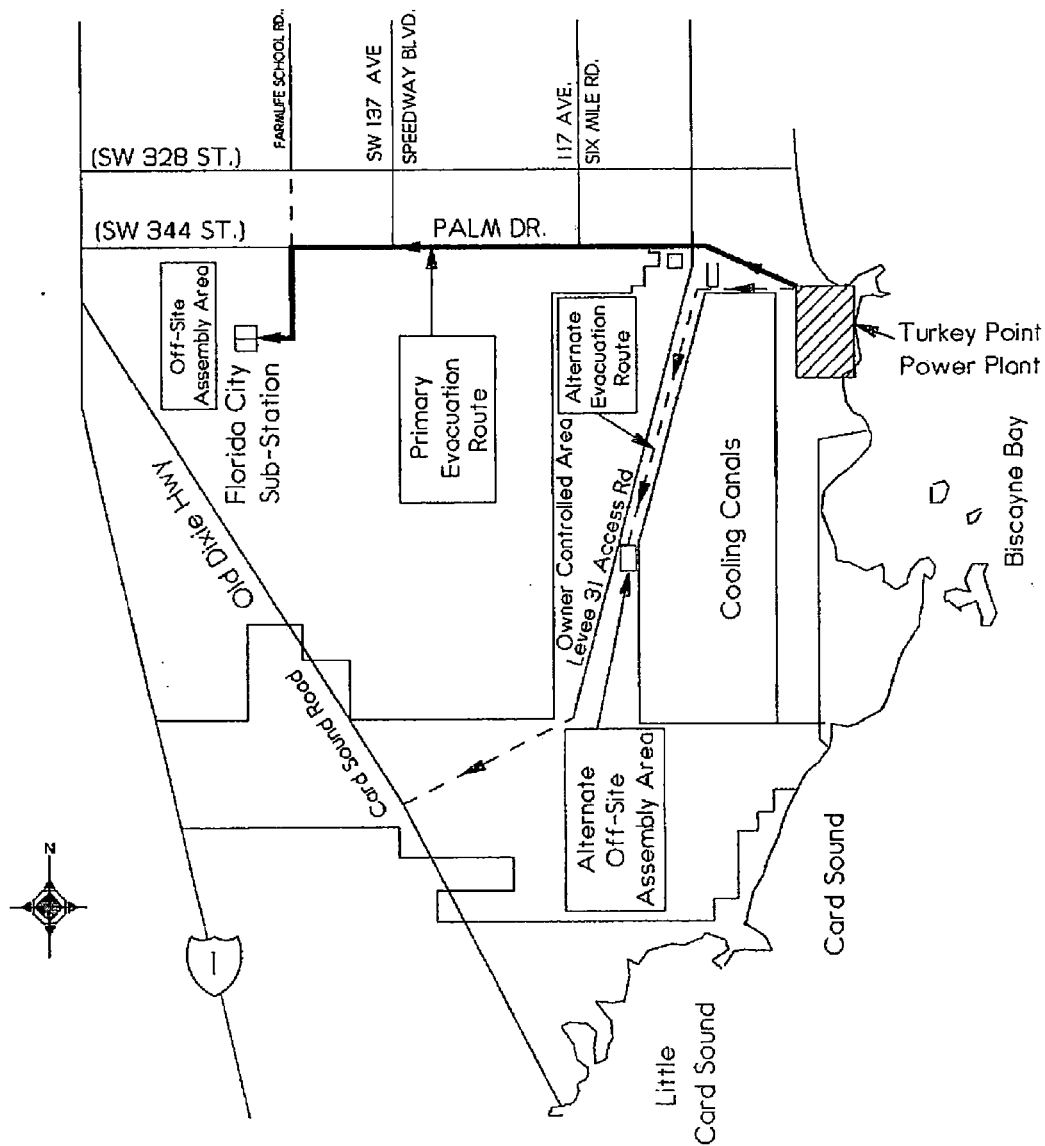 (SW 328 ST.)
(SW 344 ST.)
FARMLIFE SCHOOL RD.
SW 137 AVE
SPEEDWAY BLVD.
117 AVE.
SIX MILE RD.
PALM DR.
Off-Site
Assembly Area
Florida City
Sub-Station
Primary
Evacuation
Route
Alternate
Evacuation
Route
Turkey Point
Power Plant
Old Dixie Hwy
Owner Controlled Area
Levee 31 Access Rd
Cooling Canals
Biscayne Bay
Card Sound Road
Alternate
Off-Site
Assembly Area
Card Sound
Little
Card Sound
N
1